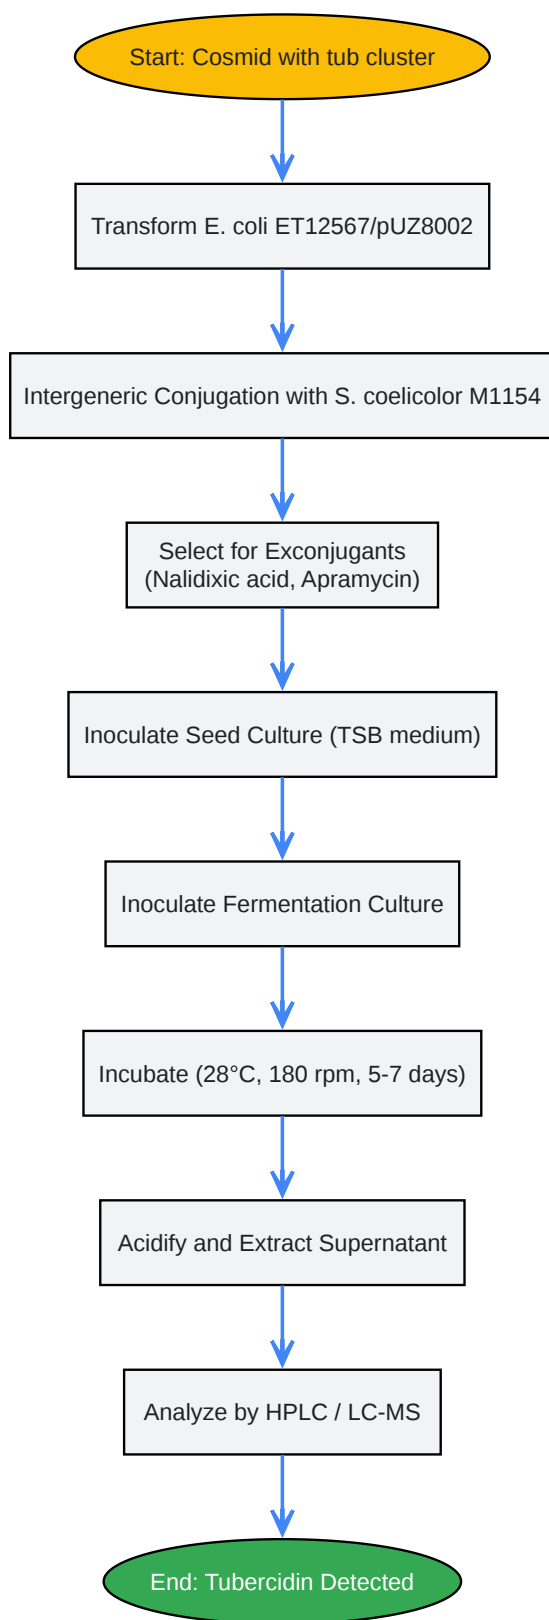 Start: Cosmid with tub cluster
Transform E. coli ET12567/pUZ8002
Intergeneric Conjugation with S. coelicolor M1154
Select for Exconjugants
(Nalidixic acid, Apramycin)
Inoculate Seed Culture (TSB medium)
Inoculate Fermentation Culture
Incubate (28°C, 180 rpm, 5-7 days)
Acidify and Extract Supernatant
Analyze by HPLC / LC-MS
End: Tubercidin Detected